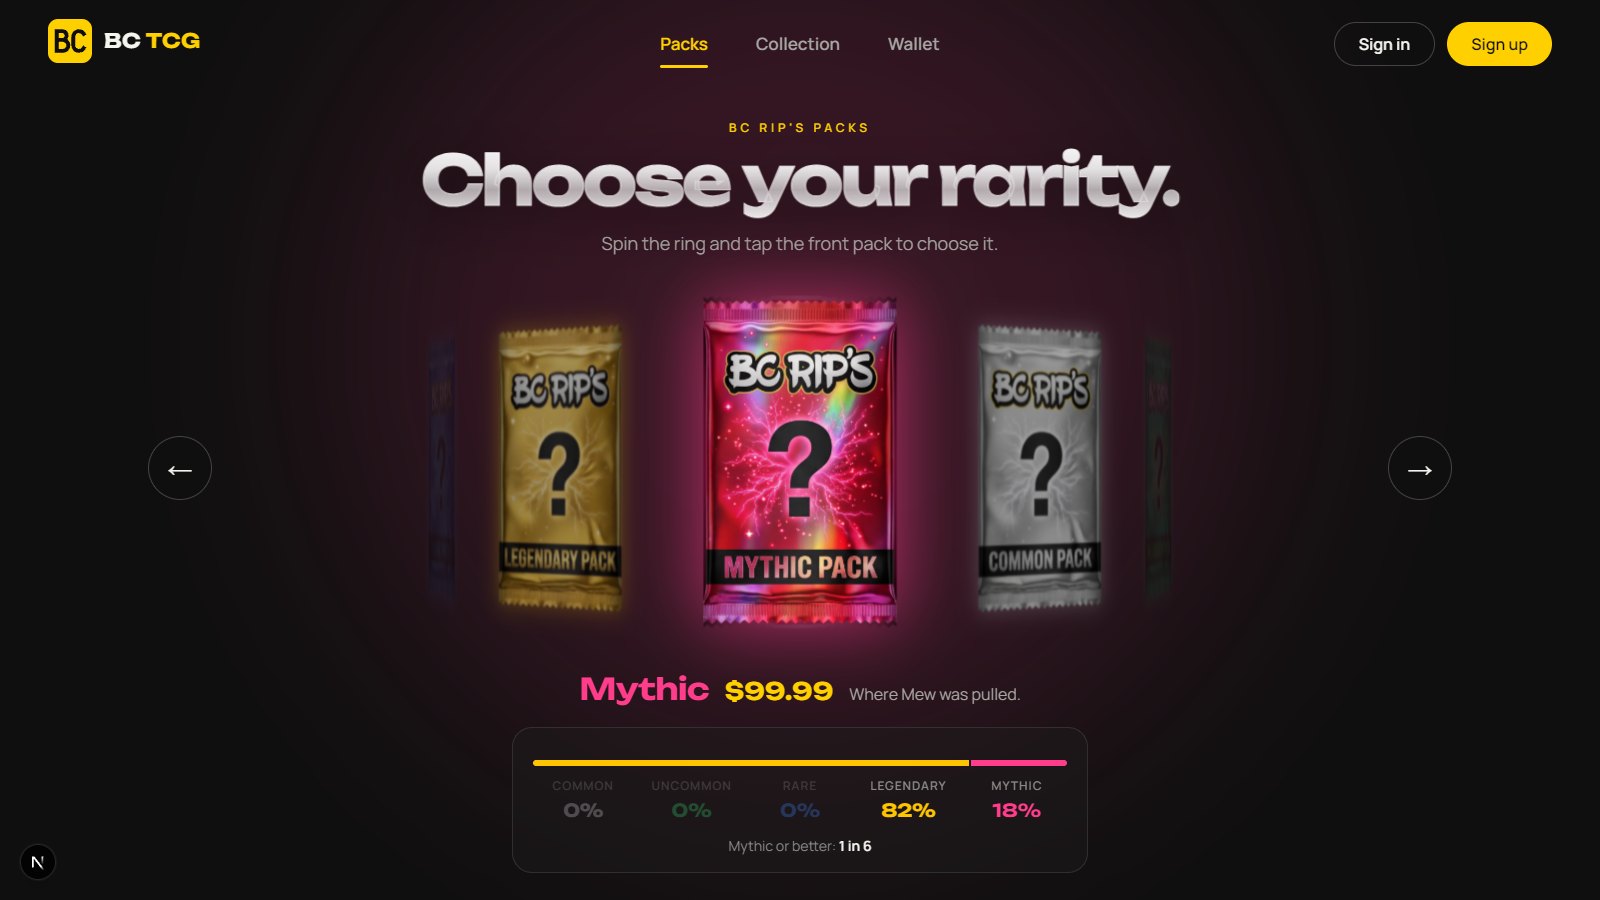 BC BC TCG
Packs Collection Wallet
Sign in Sign up
BC RIP'S PACKS
Choose your rarity.
Spin the ring and tap the front pack to choose it.
BC RIP'S
?
LEGENDARY PACK
BC RIP'S
?
MYTHIC PACK
BC RIP'S
?
COMMON PACK
← →
Mythic $99.99 Where Mew was pulled.
COMMON UNCOMMON RARE LEGENDARY MYTHIC
0% 0% 0% 82% 18%
Mythic or better: 1 in 6
N